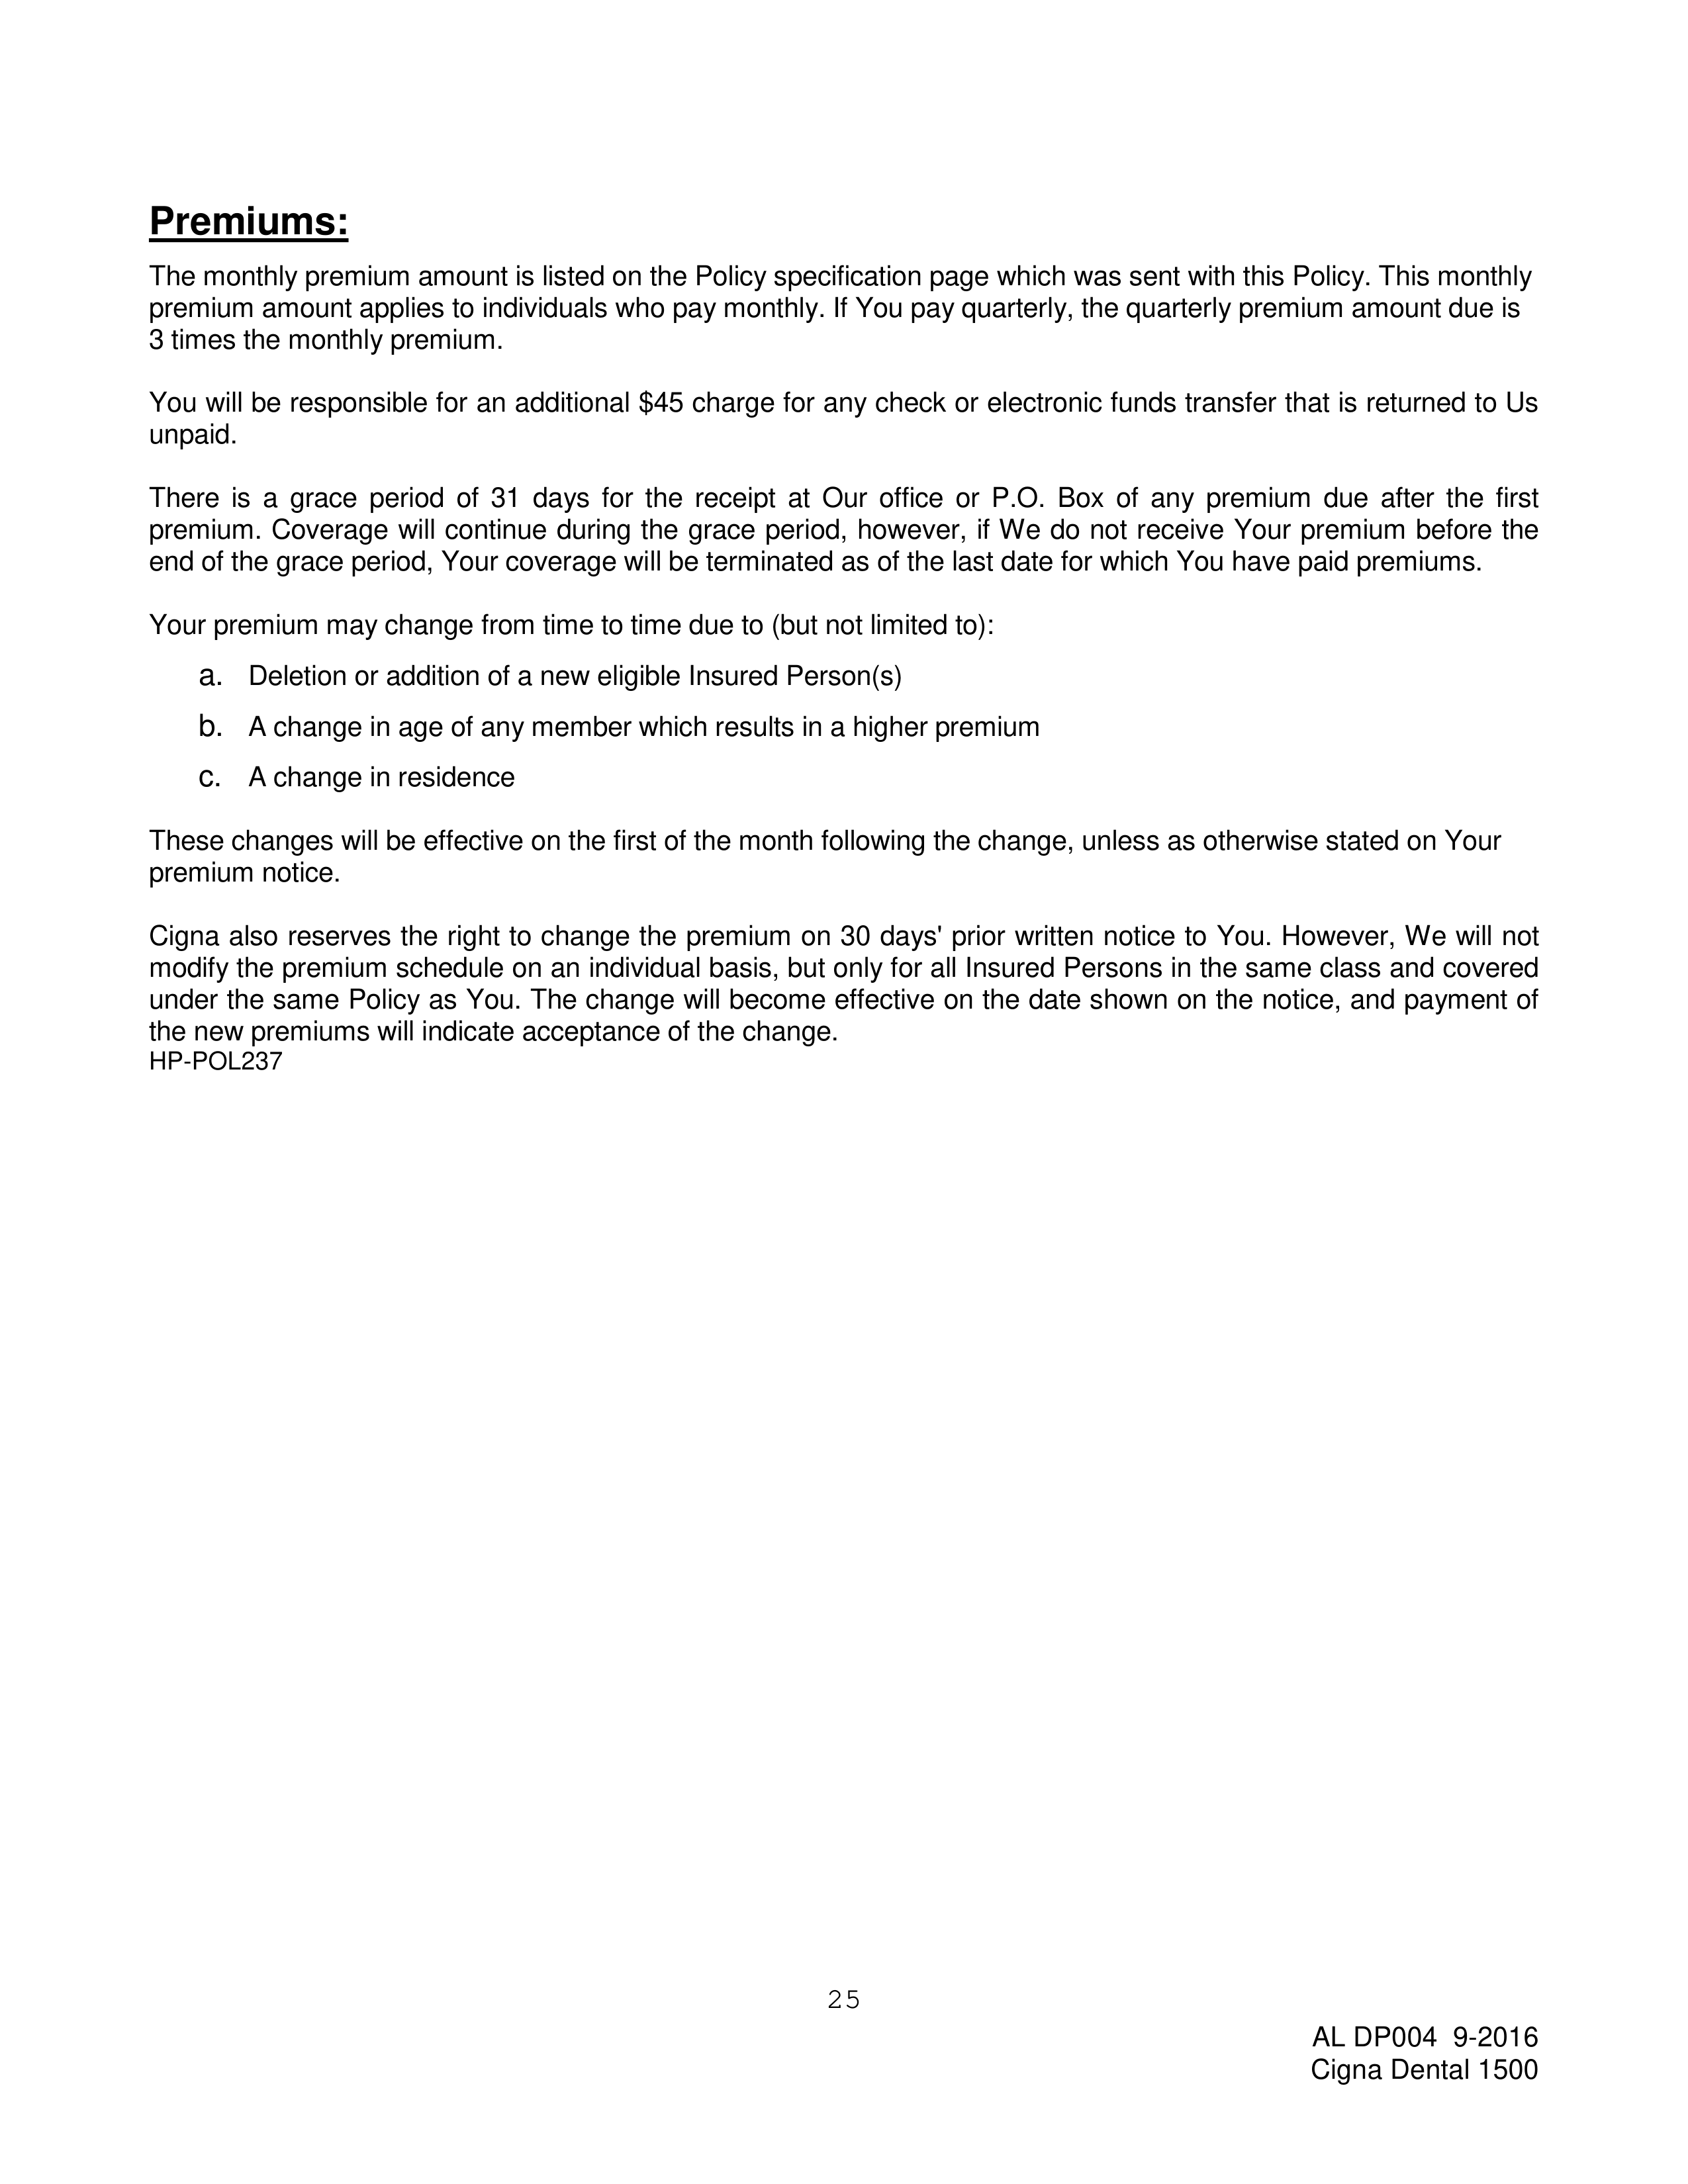 Premiums:
The monthly premium amount is listed on the Policy specification page which was sent with this Policy. This monthly
premium amount applies to individuals who pay monthly. If You pay quarterly, the quarterly premium amount due is
3 times the monthly premium.
You will be responsible for an additional $45 charge for any check or electronic funds transfer that is returned to Us
unpaid.
There is a grace period of 31 days for the receipt at Our office or P.O. Box of any premium due after the first
premium. Coverage will continue during the grace period, however, if We do not receive Your premium before the
end of the grace period, Your coverage will be terminated as of the last date for which You have paid premiums.
Your premium may change from time to time due to (but not limited to):
a. Deletion or addition of a new eligible Insured Person(s)
b. A change in age of any member which results in a higher premium
c. A change in residence
These changes will be effective on the first of the month following the change, unless as otherwise stated on Your
premium notice.
Cigna also reserves the right to change the premium on 30 days' prior written notice to You. However, We will not
modify the premium schedule on an individual basis, but only for all Insured Persons in the same class and covered
under the same Policy as You. The change will become effective on the date shown on the notice, and payment of
the new premiums will indicate acceptance of the change.
HP-POL237
25
AL DP004 9-2016
Cigna Dental 1500